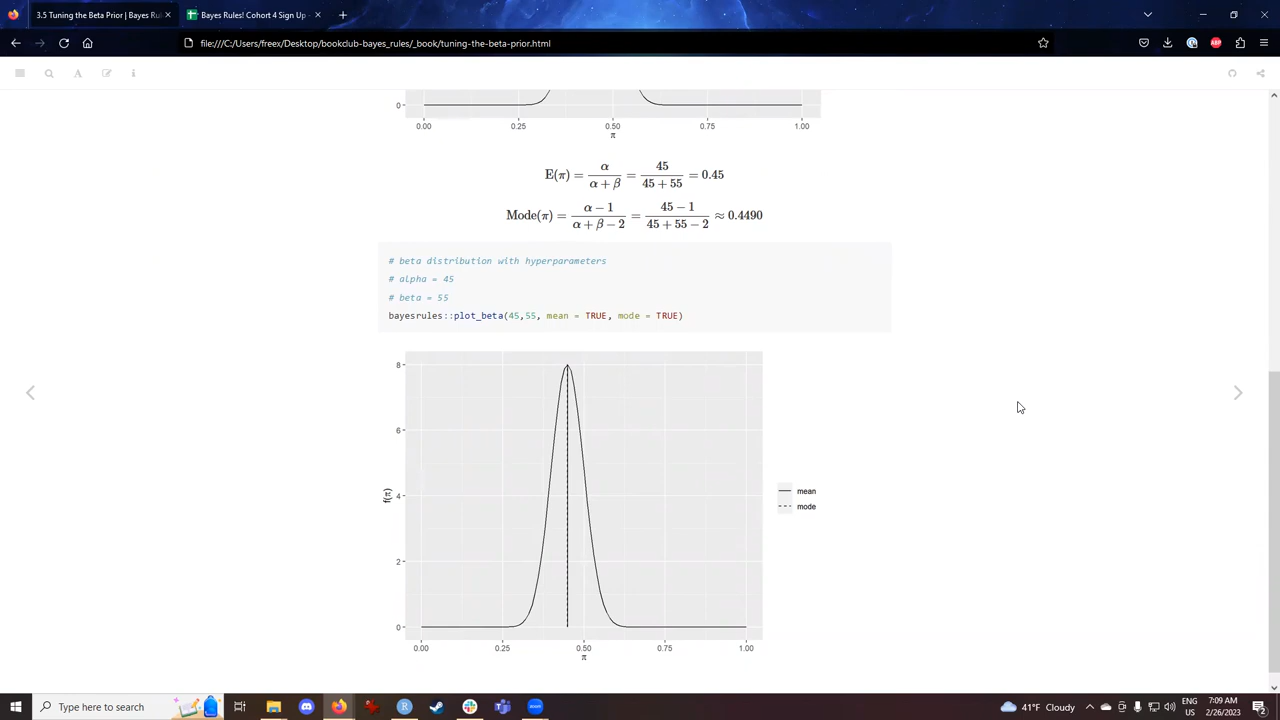 3.5 Tuning the Beta Prior | Bayes Ru
Bayes Rules! Cohort 4 Sign Up -
file:///C:/Users/freex/Desktop/bookclub-bayes_rules/_book/tuning-the-beta-prior.html
0
0.00 0.25 0.50 0.75 1.00
π
E(π) = α / (α + β) = 45 / (45 + 55) = 0.45
Mode(π) = (α − 1) / (α + β − 2) = (45 − 1) / (45 + 55 − 2) ≈ 0.4490
# beta distribution with hyperparameters
# alpha = 45
# beta = 55
bayesrules::plot_beta(45,55, mean = TRUE, mode = TRUE)
8
6
4
2
0
f(π)
mean
mode
0.00 0.25 0.50 0.75 1.00
π
Type here to search
zoom
41°F Cloudy
ENG
US
7:09 AM
2/26/2023
2